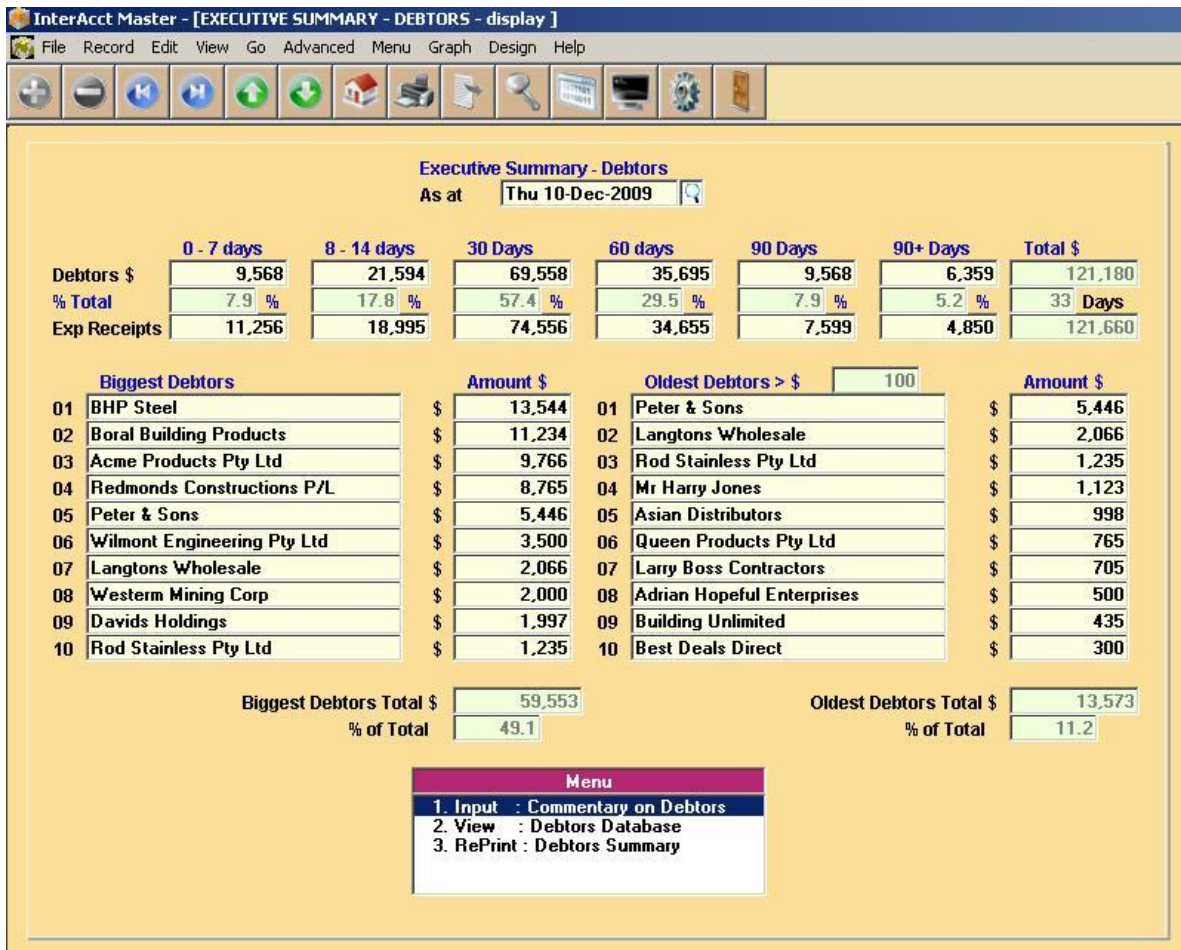 InterAcct Master - [EXECUTIVE SUMMARY - DEBTORS - display ]
File Record Edit View Go Advanced Menu Graph Design Help
Executive Summary - Debtors
As at Thu 10-Dec-2009
0 - 7 days 8 - 14 days 30 Days 60 days 90 Days 90+ Days Total $
Debtors $ 9,568 21,594 69,558 35,695 9,568 6,359 121,180
% Total 7.9 % 17.8 % 57.4 % 29.5 % 7.9 % 5.2 % 33 Days
Exp Receipts 11,256 18,995 74,556 34,655 7,599 4,850 121,660
Biggest Debtors Amount $ Oldest Debtors > $ 100 Amount $
01 BHP Steel $ 13,544 01 Peter & Sons $ 5,446
02 Boral Building Products $ 11,234 02 Langtons Wholesale $ 2,066
03 Acme Products Pty Ltd $ 9,766 03 Rod Stainless Pty Ltd $ 1,235
04 Redmonds Constructions P/L $ 8,765 04 Mr Harry Jones $ 1,123
05 Peter & Sons $ 5,446 05 Asian Distributors $ 998
06 Wilmont Engineering Pty Ltd $ 3,500 06 Queen Products Pty Ltd $ 765
07 Langtons Wholesale $ 2,066 07 Larry Boss Contractors $ 705
08 Westerm Mining Corp $ 2,000 08 Adrian Hopeful Enterprises $ 500
09 Davids Holdings $ 1,997 09 Building Unlimited $ 435
10 Rod Stainless Pty Ltd $ 1,235 10 Best Deals Direct $ 300
Biggest Debtors Total $ 59,553 Oldest Debtors Total $ 13,573
% of Total 49.1 % of Total 11.2
Menu
1. Input : Commentary on Debtors
2. View : Debtors Database
3. RePrint : Debtors Summary